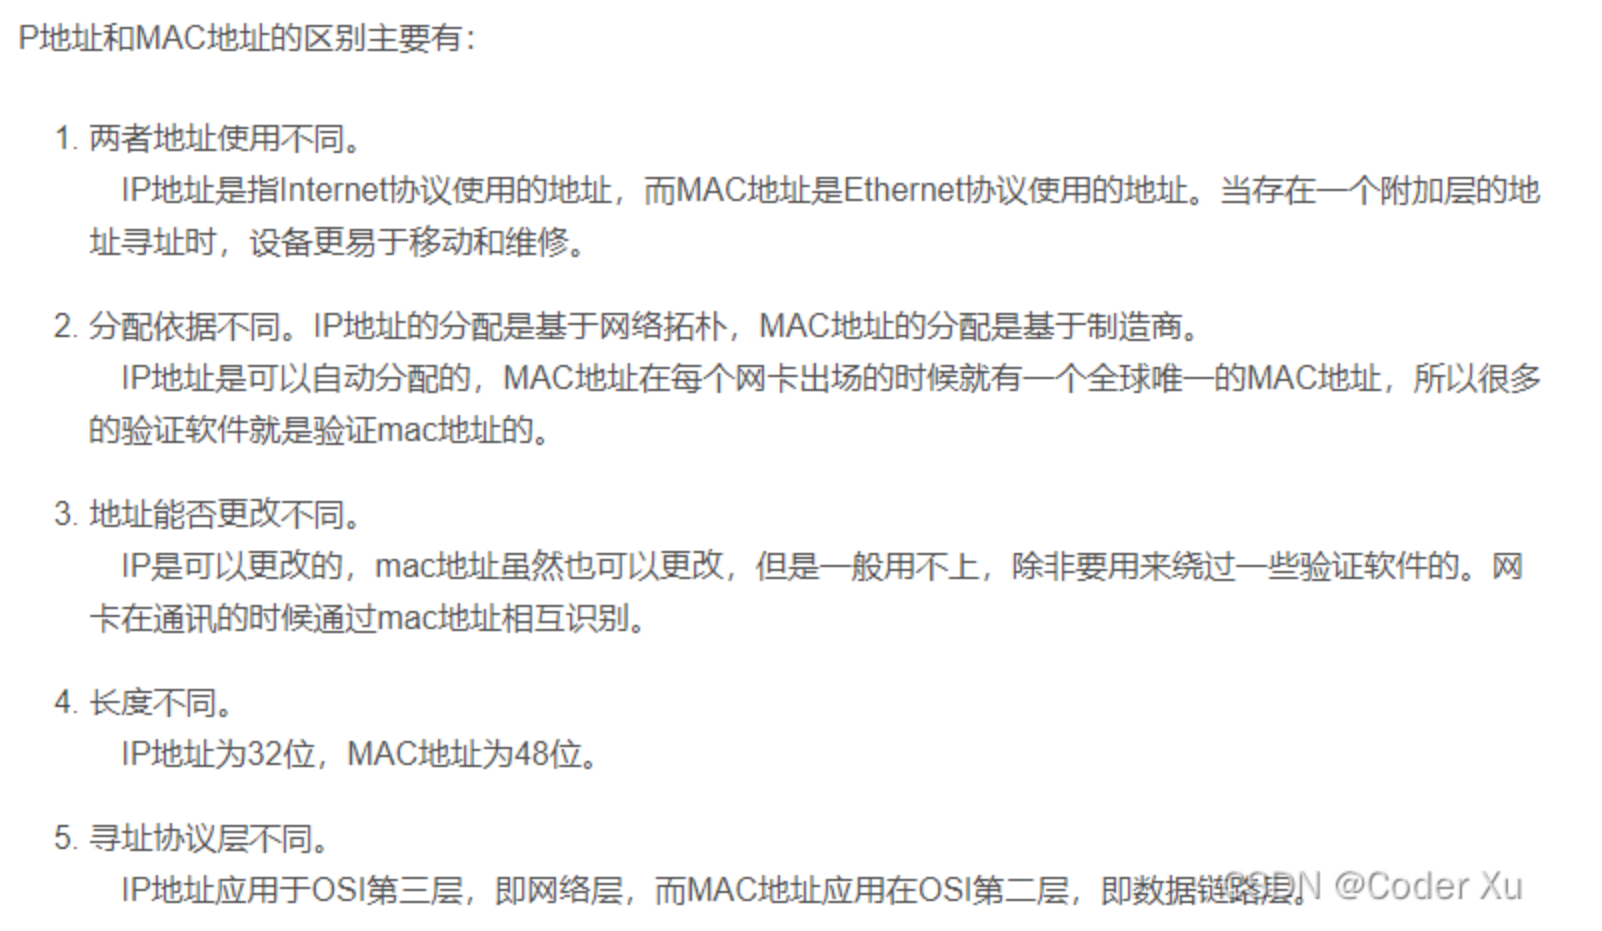 P地址和MAC地址的区别主要有：
1. 两者地址使用不同。
IP地址是指Internet协议使用的地址，而MAC地址是Ethernet协议使用的地址。当存在一个附加层的地
址寻址时，设备更易于移动和维修。
2. 分配依据不同。IP地址的分配是基于网络拓朴，MAC地址的分配是基于制造商。
IP地址是可以自动分配的，MAC地址在每个网卡出场的时候就有一个全球唯一的MAC地址，所以很多
的验证软件就是验证mac地址的。
3. 地址能否更改不同。
IP是可以更改的，mac地址虽然也可以更改，但是一般用不上，除非要用来绕过一些验证软件的。网
卡在通讯的时候通过mac地址相互识别。
4. 长度不同。
IP地址为32位，MAC地址为48位。
5. 寻址协议层不同。
IP地址应用于OSI第三层，即网络层，而MAC地址应用在OSI第二层，即数据链路层。
CSDN @Coder Xu